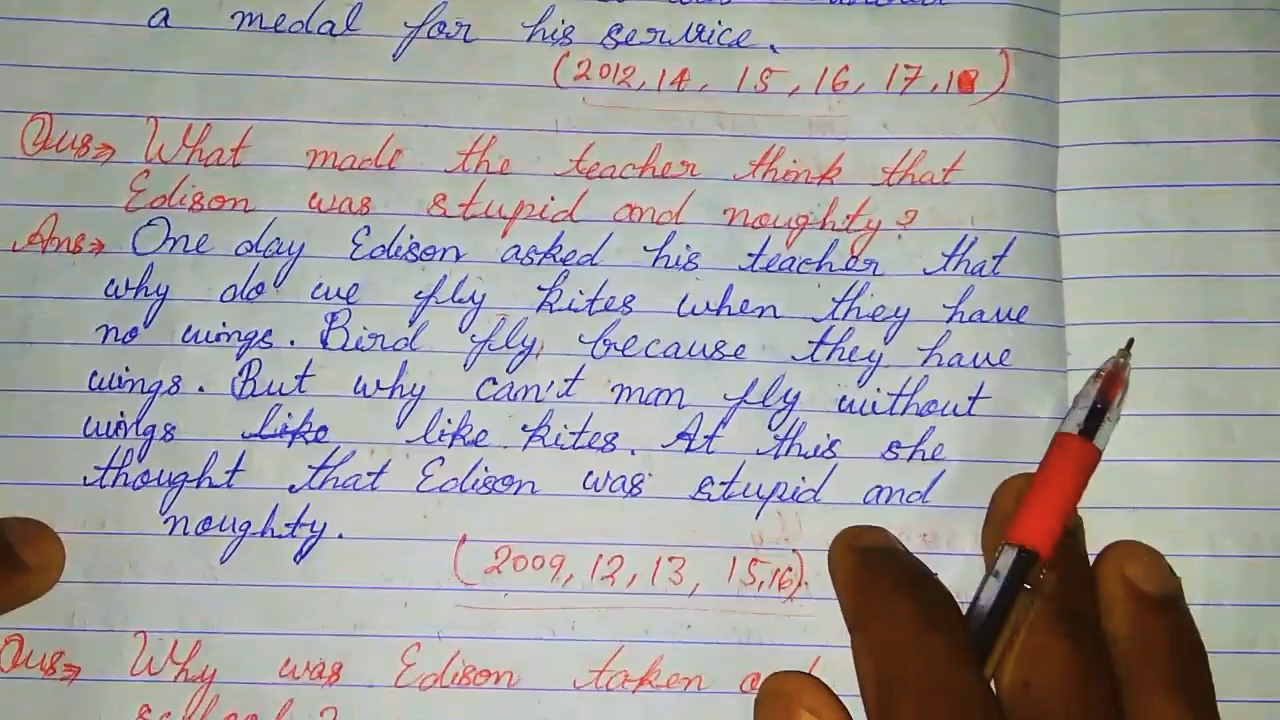 a medal for his service.
(2012, 14, 15, 16, 17, 18)
Ques⇒ What made the teacher think that
Edison was stupid and noughty?
Ans⇒ One day Edison asked his teacher that
why do we fly kites when they have
no wings. Bird fly, because they have
wings. But why can't man fly without
wings like like kites. At this she
thought that Edison was stupid and
noughty.
(2009, 12, 13, 15, 16).
Ques⇒ Why was Edison taken
school?